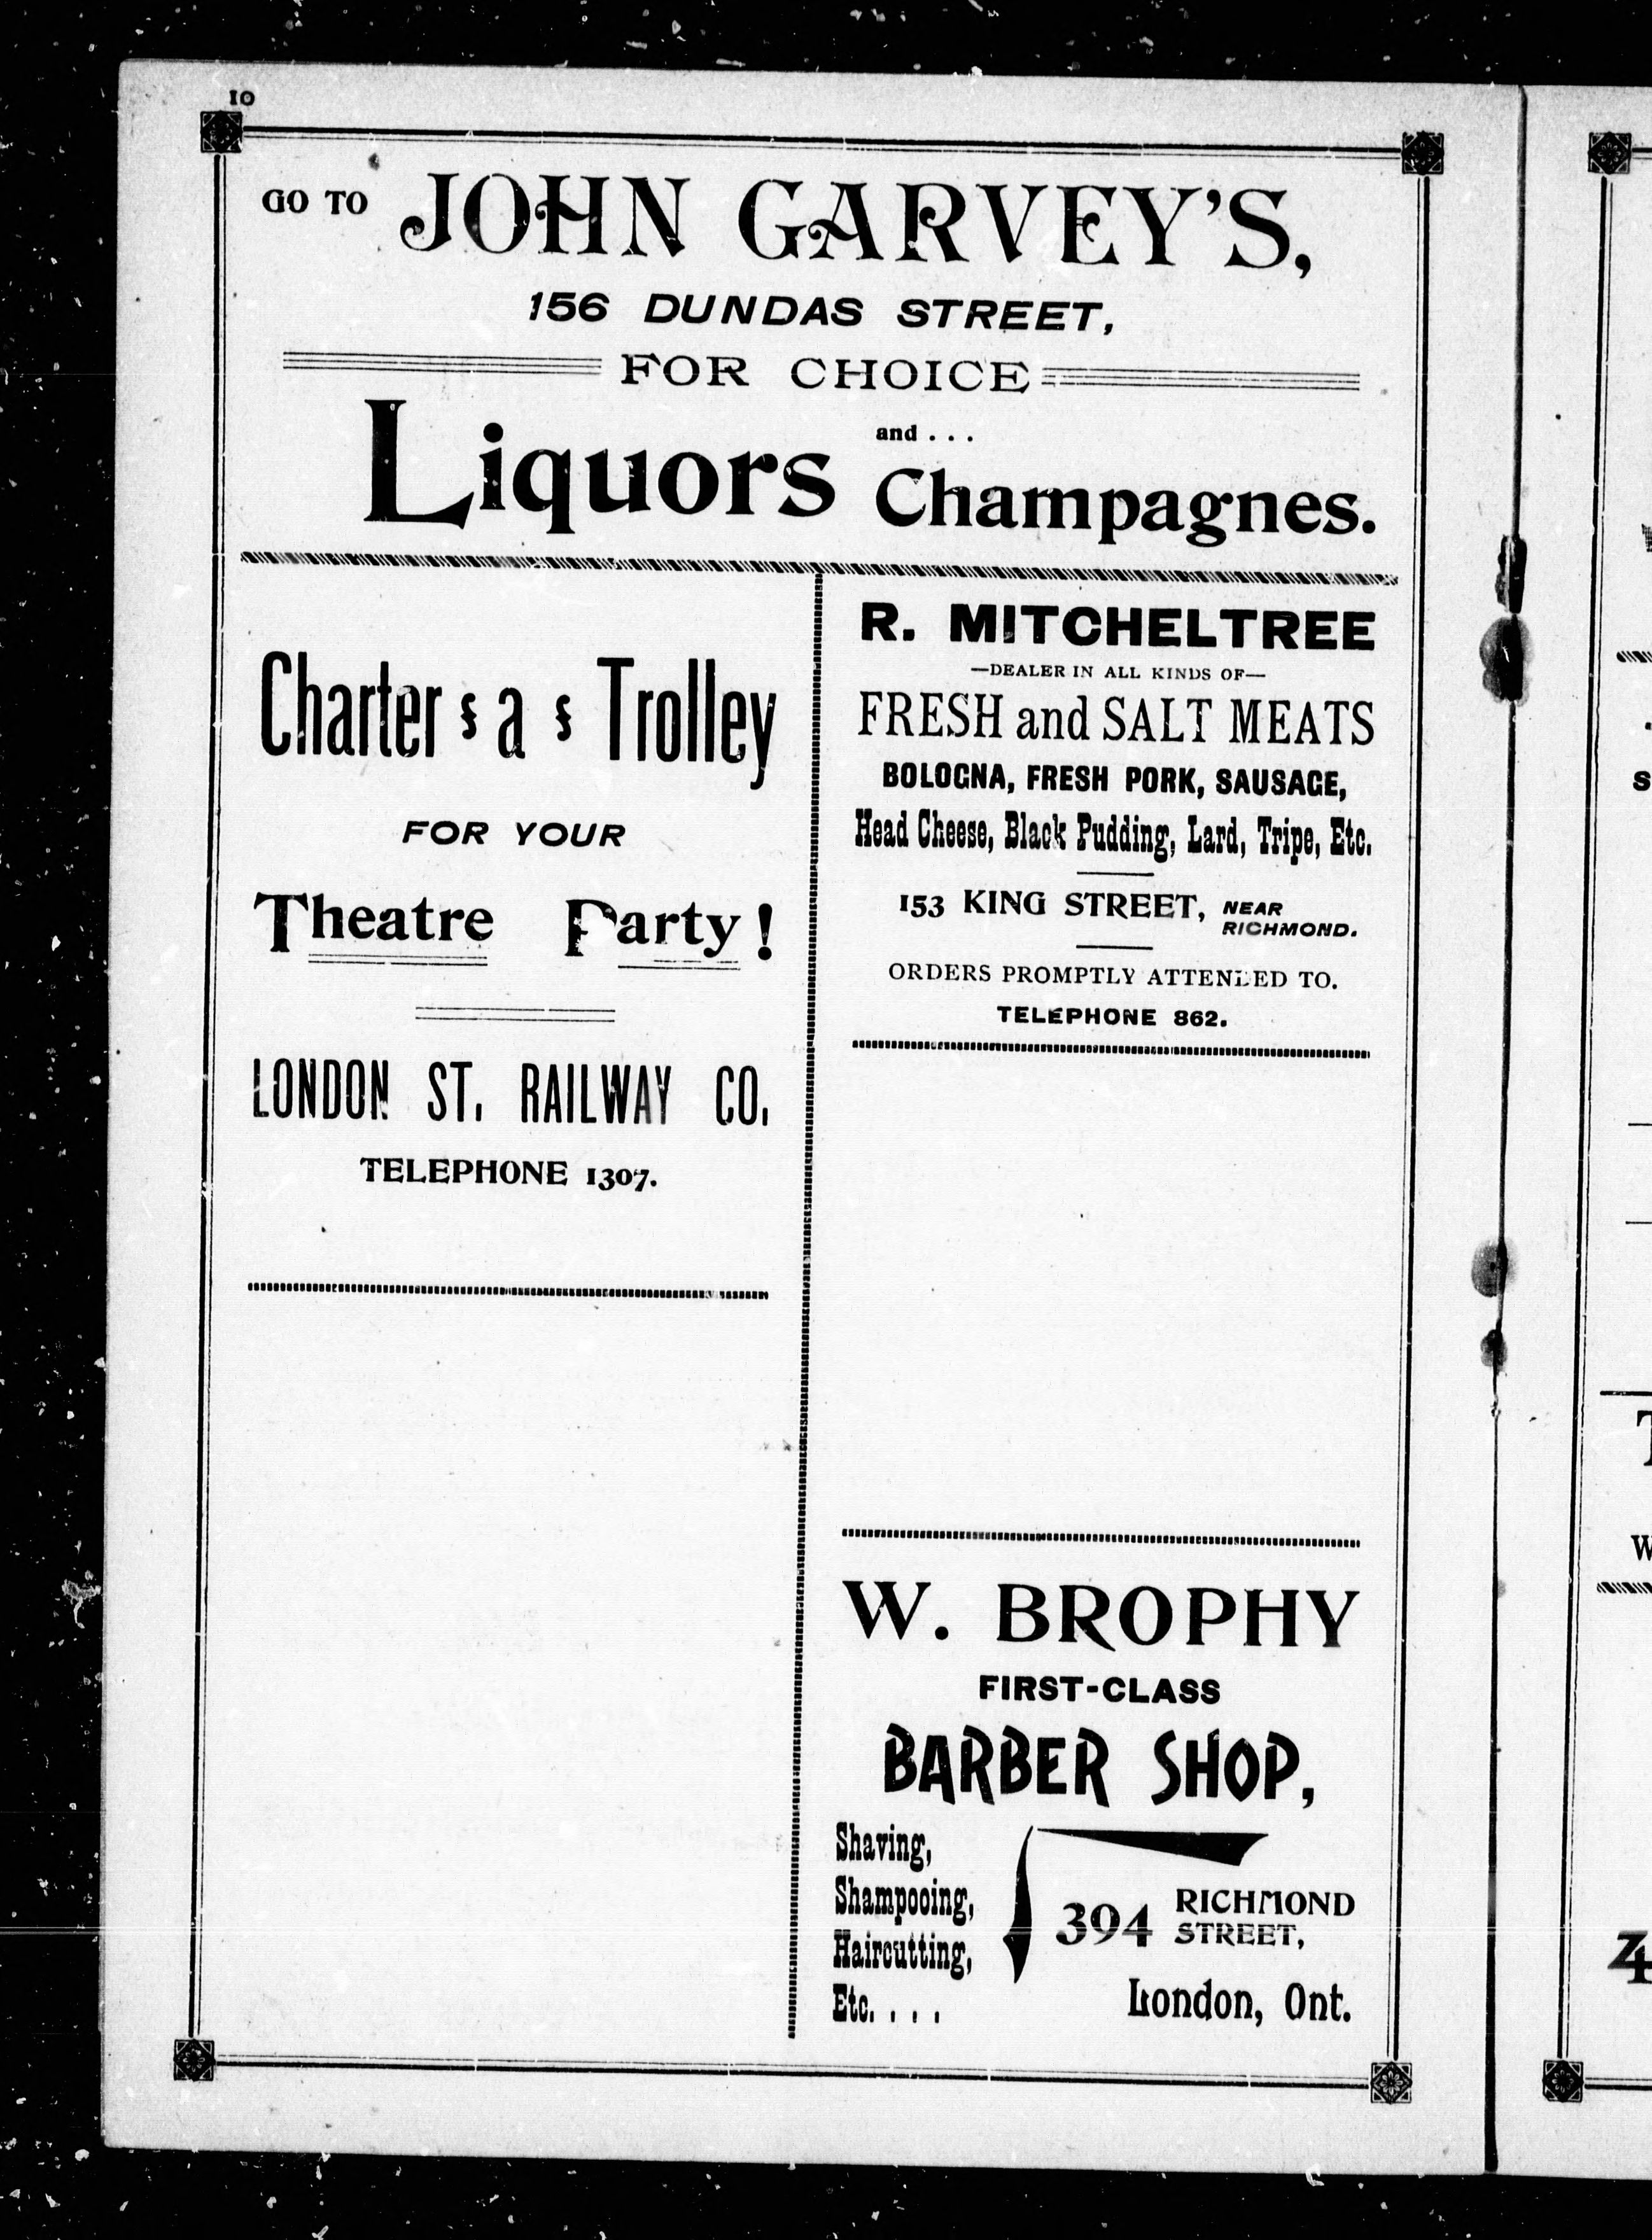 10
GO TO JOHN GARVEY'S,
156 DUNDAS STREET,
FOR CHOICE
Liquors and . . .
Champagnes.
Charter s a s Trolley
FOR YOUR
Theatre Party!
LONDON ST. RAILWAY CO.
TELEPHONE 1307.
R. MITCHELTREE
—DEALER IN ALL KINDS OF—
FRESH and SALT MEATS
BOLOGNA, FRESH PORK, SAUSAGE,
Head Cheese, Black Pudding, Lard, Tripe, Etc.
153 KING STREET, NEAR
RICHMOND.
ORDERS PROMPTLY ATTENDED TO.
TELEPHONE 862.
W. BROPHY
FIRST-CLASS
BARBER SHOP,
Shaving,
Shampooing,
Haircutting,
Etc. . . .
394 RICHMOND
STREET,
London, Ont.